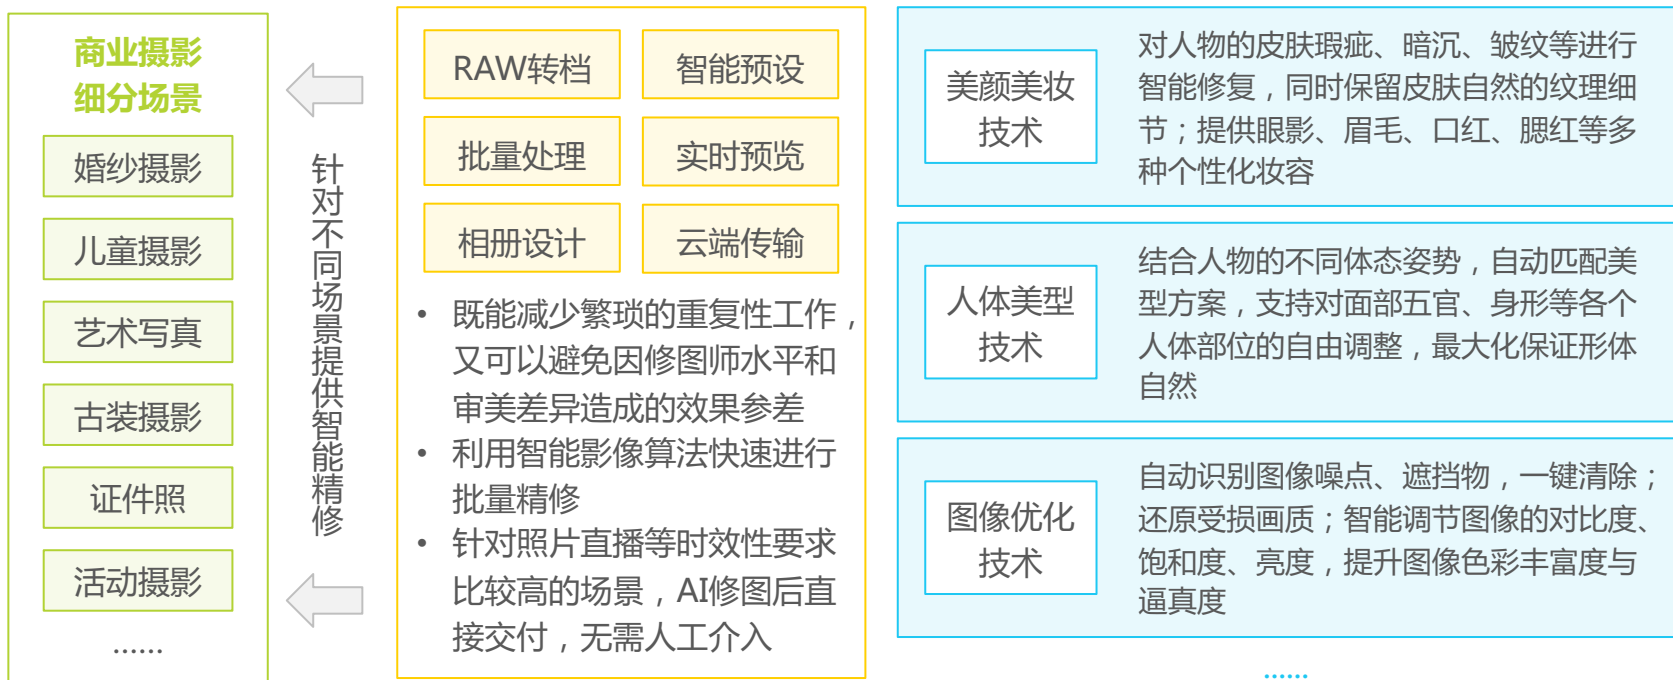 商业摄影
细分场景
婚纱摄影
儿童摄影
艺术写真
古装摄影
证件照
活动摄影
......
针对不同场景提供智能精修
RAW转档
智能预设
批量处理
实时预览
相册设计
云端传输
• 既能减少繁琐的重复性工作，
又可以避免因修图师水平和
审美差异造成的效果参差
• 利用智能影像算法快速进行
批量精修
• 针对照片直播等时效性要求
比较高的场景，AI修图后直
接交付，无需人工介入
美颜美妆
技术
对人物的皮肤瑕疵、暗沉、皱纹等进行
智能修复，同时保留皮肤自然的纹理细
节；提供眼影、眉毛、口红、腮红等多
种个性化妆容
人体美型
技术
结合人物的不同体态姿势，自动匹配美
型方案，支持对面部五官、身形等各个
人体部位的自由调整，最大化保证形体
自然
图像优化
技术
自动识别图像噪点、遮挡物，一键清除；
还原受损画质；智能调节图像的对比度、
饱和度、亮度，提升图像色彩丰富度与
逼真度
......